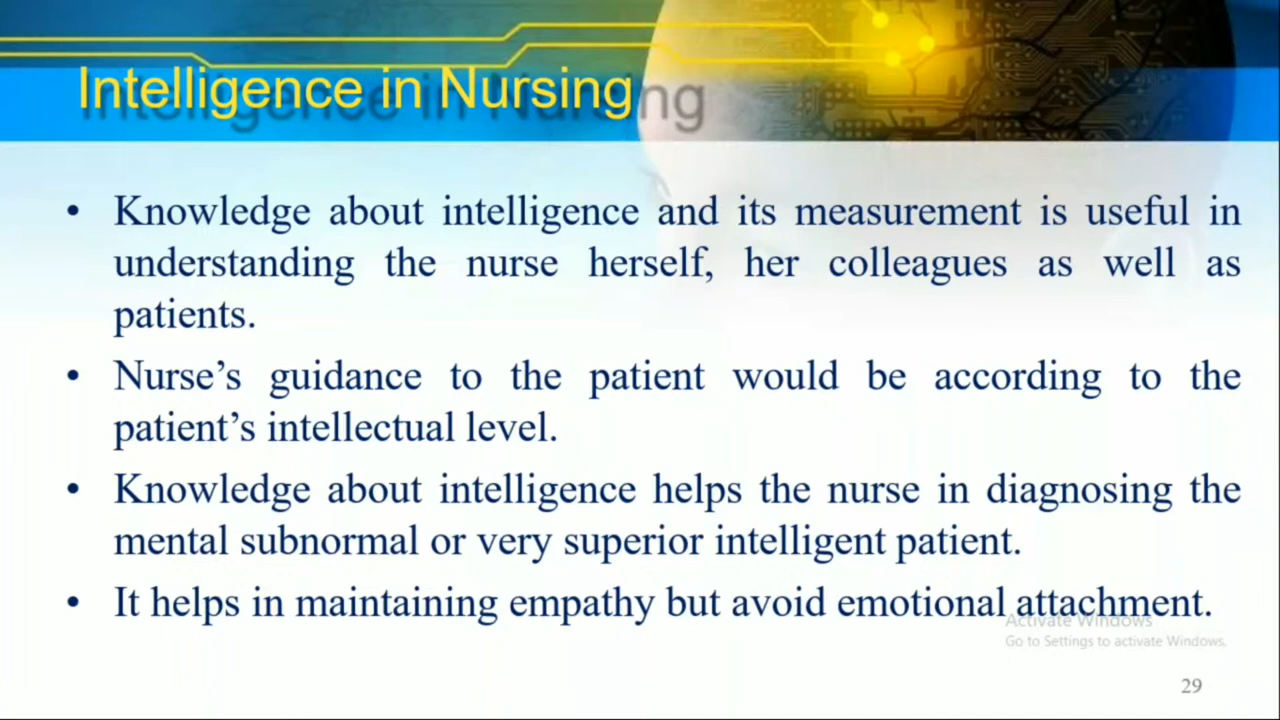 Intelligence in Nursing
• Knowledge about intelligence and its measurement is useful in
understanding the nurse herself, her colleagues as well as
patients.
• Nurse’s guidance to the patient would be according to the
patient’s intellectual level.
• Knowledge about intelligence helps the nurse in diagnosing the
mental subnormal or very superior intelligent patient.
• It helps in maintaining empathy but avoid emotional attachment.
Activate Windows
Go to Settings to activate Windows.
29